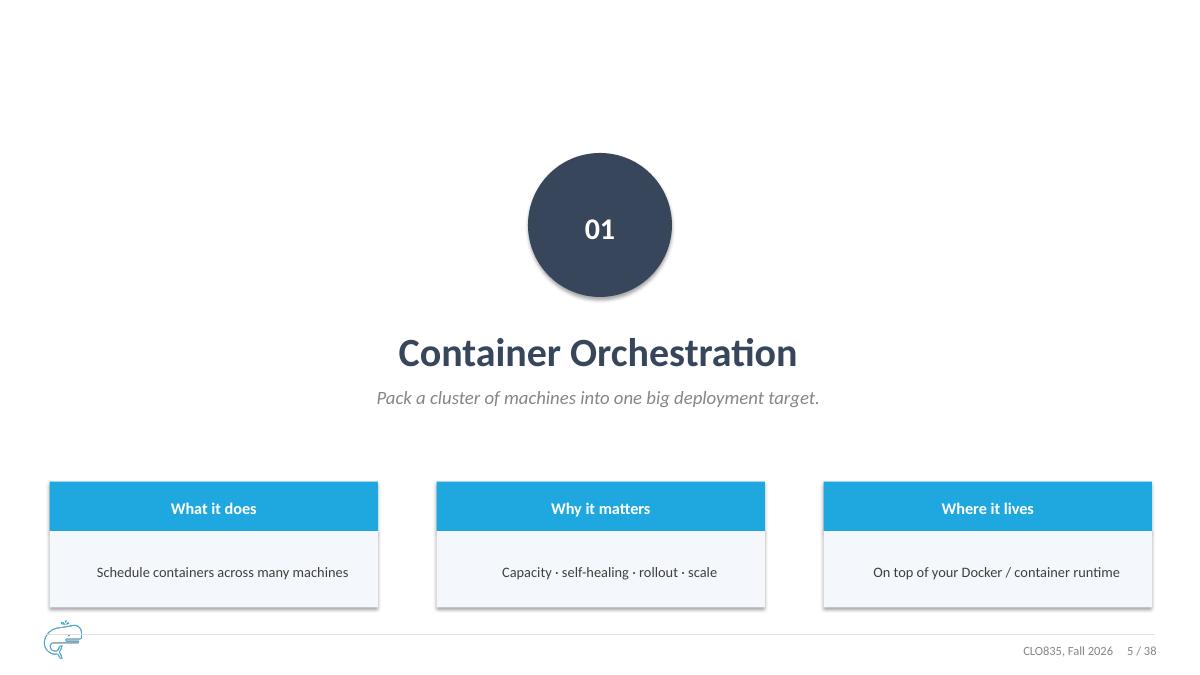 01
Container Orchestration
Pack a cluster of machines into one big deployment target.
What it does
Schedule containers across many machines
Why it matters
Capacity · self-healing · rollout · scale
Where it lives
On top of your Docker / container runtime
CLO835, Fall 2026 5 / 38